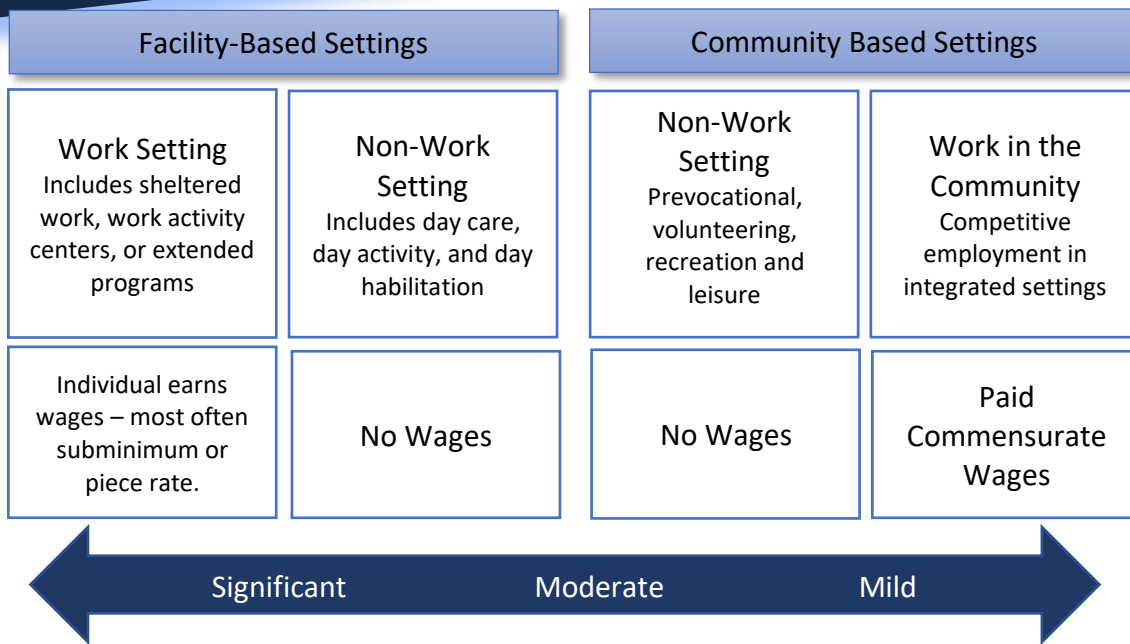 Facility-Based Settings
Community Based Settings
Work Setting
Includes sheltered
work, work activity
centers, or extended
programs
Non-Work
Setting
Includes day care,
day activity, and day
habilitation
Non-Work
Setting
Prevocational,
volunteering,
recreation and
leisure
Work in the
Community
Competitive
employment in
integrated settings
Individual earns
wages – most often
subminimum or
piece rate.
No Wages
No Wages
Paid
Commensurate
Wages
Significant
Moderate
Mild